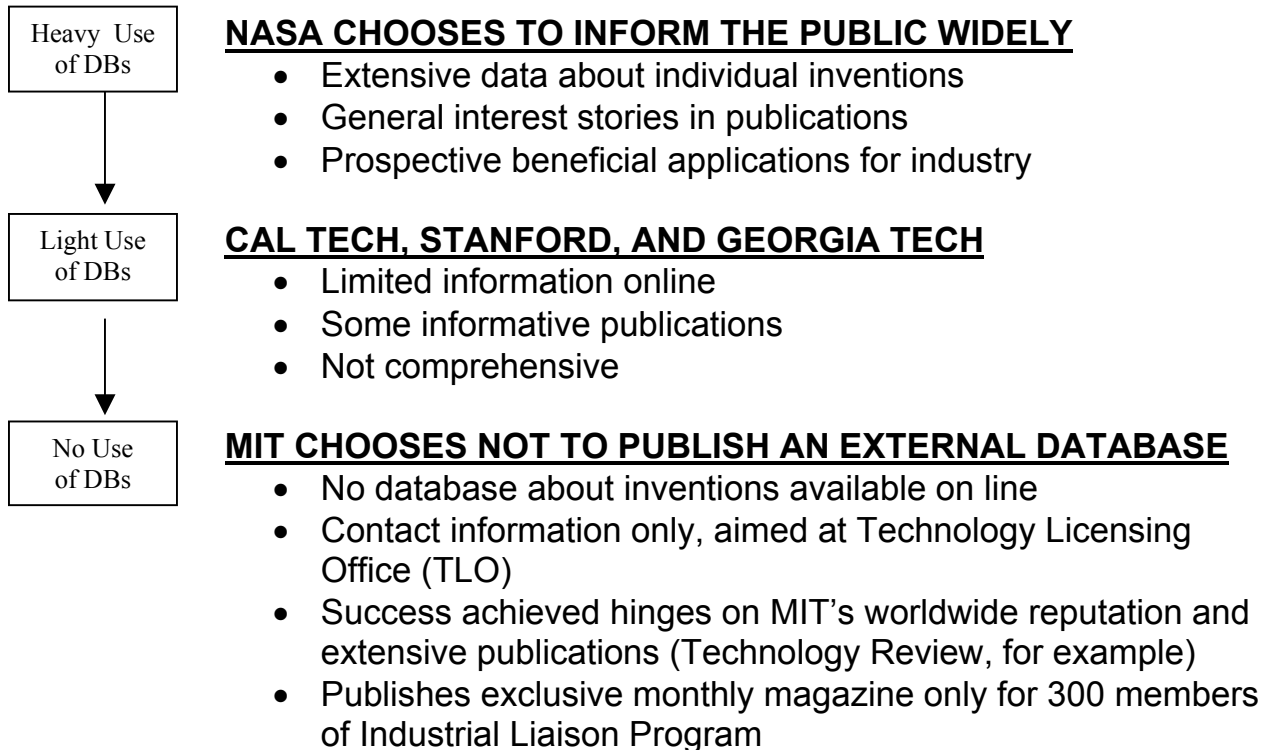 Heavy Use
of DBs
NASA CHOOSES TO INFORM THE PUBLIC WIDELY
• Extensive data about individual inventions
• General interest stories in publications
• Prospective beneficial applications for industry
Light Use
of DBs
CAL TECH, STANFORD, AND GEORGIA TECH
• Limited information online
• Some informative publications
• Not comprehensive
No Use
of DBs
MIT CHOOSES NOT TO PUBLISH AN EXTERNAL DATABASE
• No database about inventions available on line
• Contact information only, aimed at Technology Licensing
Office (TLO)
• Success achieved hinges on MIT’s worldwide reputation and
extensive publications (Technology Review, for example)
• Publishes exclusive monthly magazine only for 300 members
of Industrial Liaison Program